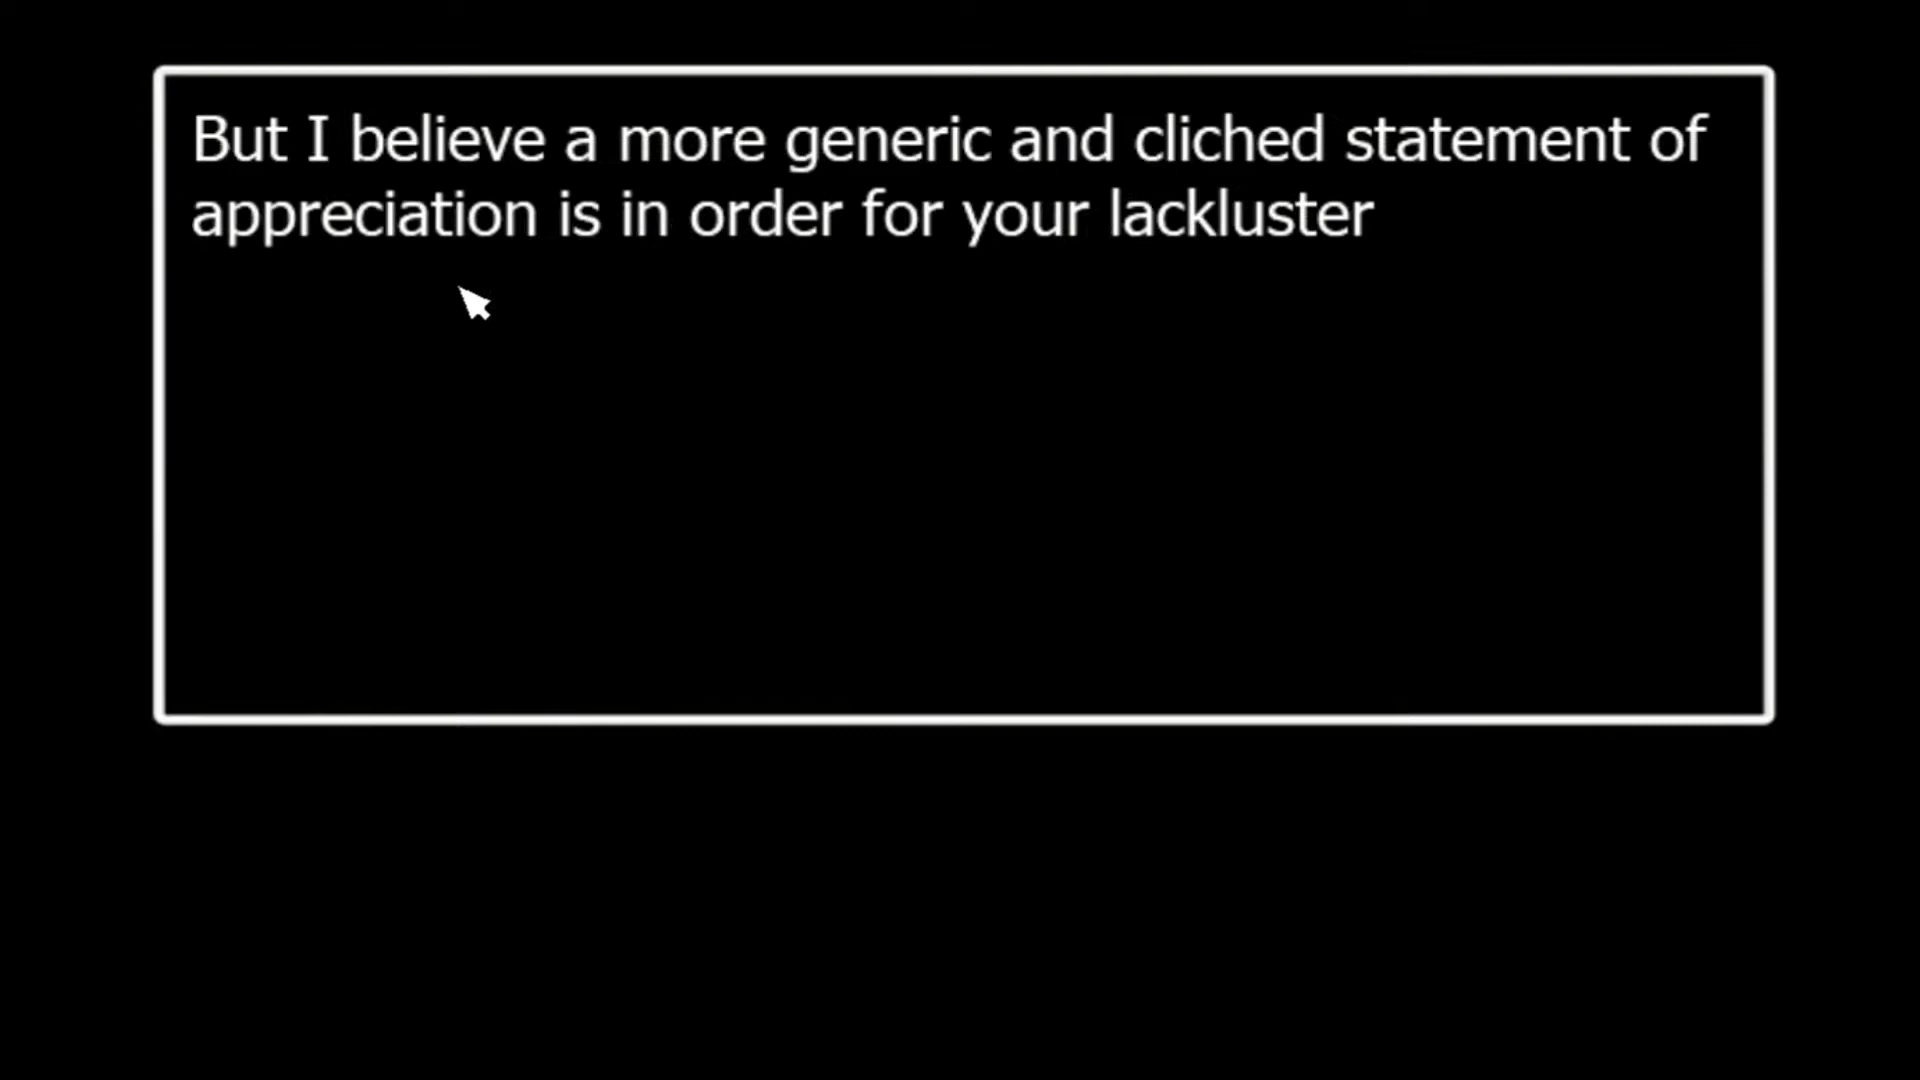 But I believe a more generic and cliched statement of
appreciation is in order for your lackluster